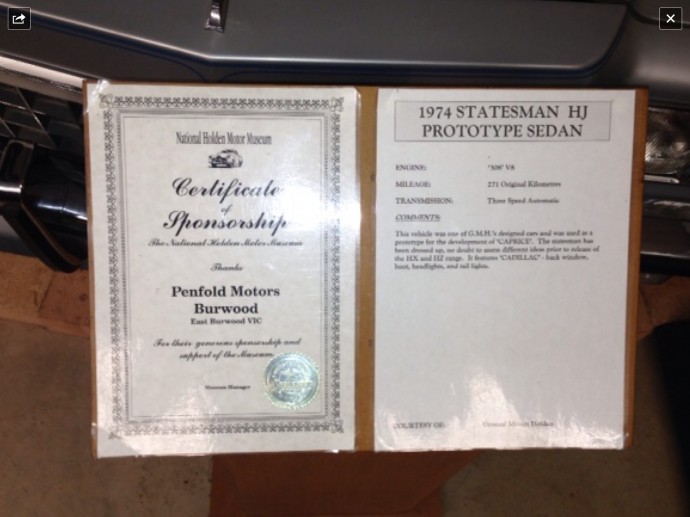 National Holden Motor Museum
Certificate
of
Sponsorship
The National Holden Motor Museum
Thanks
Penfold Motors
Burwood
East Burwood VIC
For their generous sponsorship and
support of the Museum.
Museum Manager
1974 STATESMAN HJ
PROTOTYPE SEDAN
ENGINE: '308' V8
MILEAGE: 271 Original Kilometres
TRANSMISSION: Three Speed Automatic
COMMENTS:
This vehicle was one of G.M.H.'s designed cars and was used as a
prototype for the development of "CAPRICE". The statesman has
been dressed up, no doubt to assess different ideas prior to release of
the HX and HZ range. It features "CADILLAC" - back window,
boot, headlights, and tail lights.
COURTESY OF: General Motors Holden